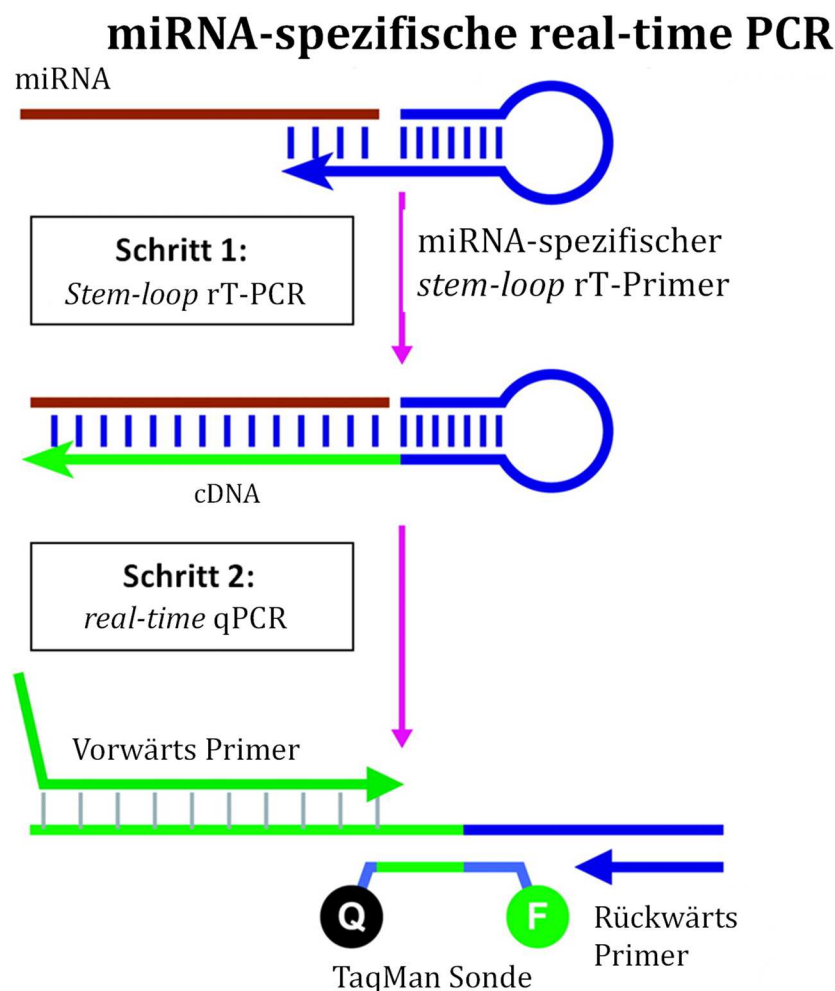 miRNA-spezifische real-time PCR
miRNA
Schritt 1:
Stem-loop rT-PCR
miRNA-spezifischer
stem-loop rT-Primer
cDNA
Schritt 2:
real-time qPCR
Vorwärts Primer
Q
F
Rückwärts
Primer
TaqMan Sonde